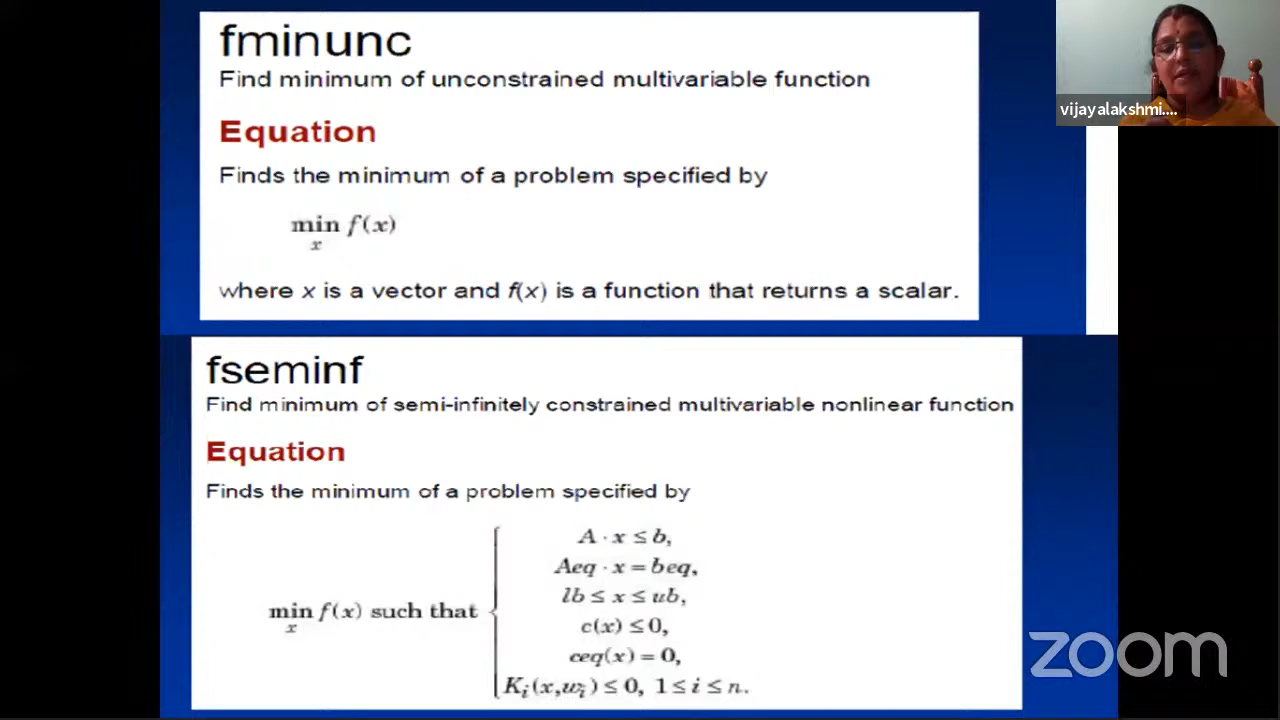 fminunc
Find minimum of unconstrained multivariable function
Equation
Finds the minimum of a problem specified by
min f(x)
x
where x is a vector and f(x) is a function that returns a scalar.
vijayalakshmi....
fseminf
Find minimum of semi-infinitely constrained multivariable nonlinear function
Equation
Finds the minimum of a problem specified by
A · x ≤ b,
Aeq · x = beq,
lb ≤ x ≤ ub,
min f(x) such that
x
c(x) ≤ 0,
ceq(x) = 0,
Ki(x,wi) ≤ 0, 1 ≤ i ≤ n.
zoom